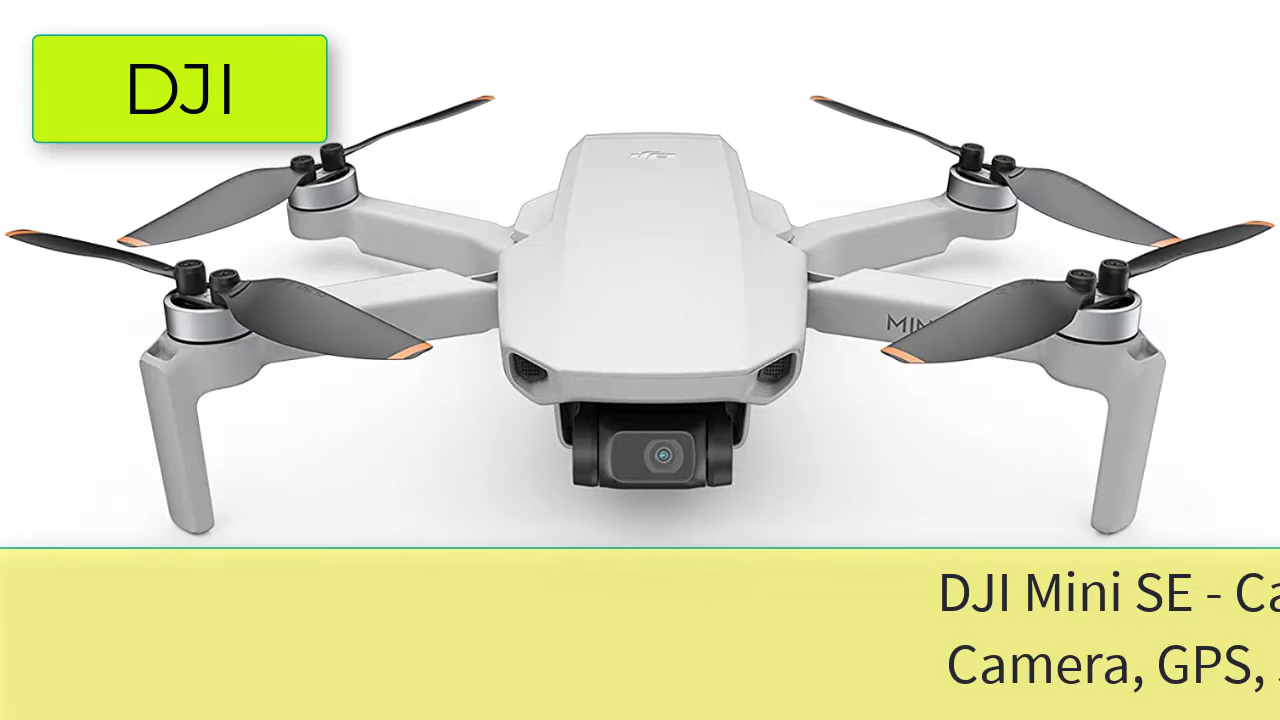 DJI
DJI Mini SE -
Camera, GPS,